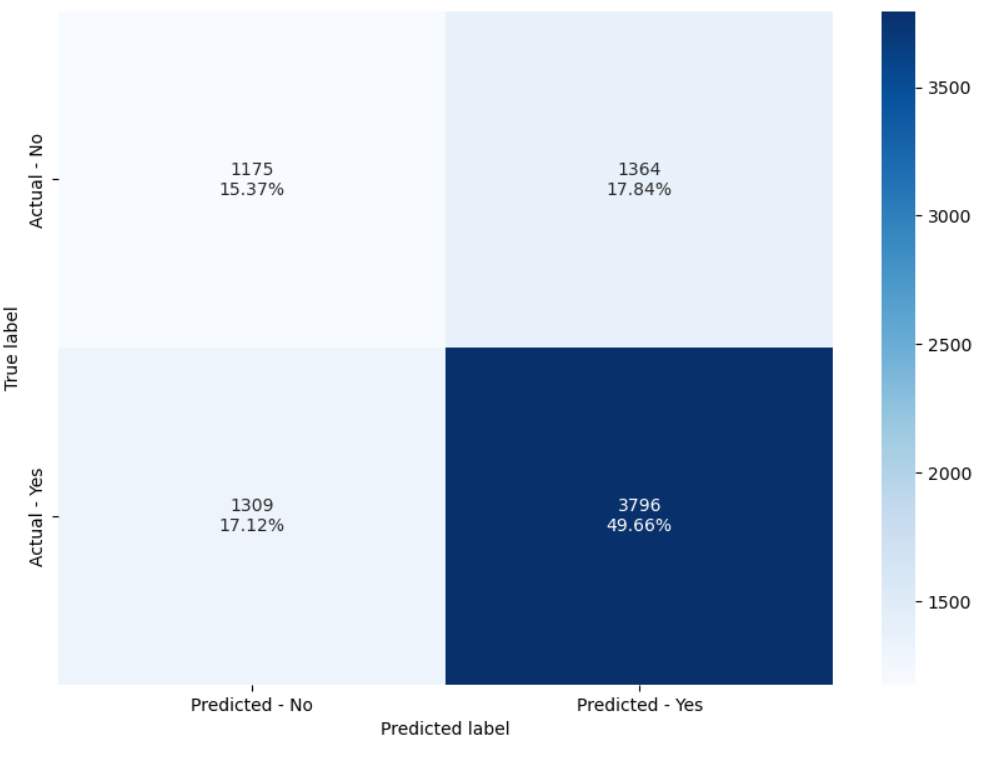 True label
Actual - No
Actual - Yes
1175
15.37%
1364
17.84%
1309
17.12%
3796
49.66%
Predicted - No
Predicted - Yes
Predicted label
3500
3000
2500
2000
1500